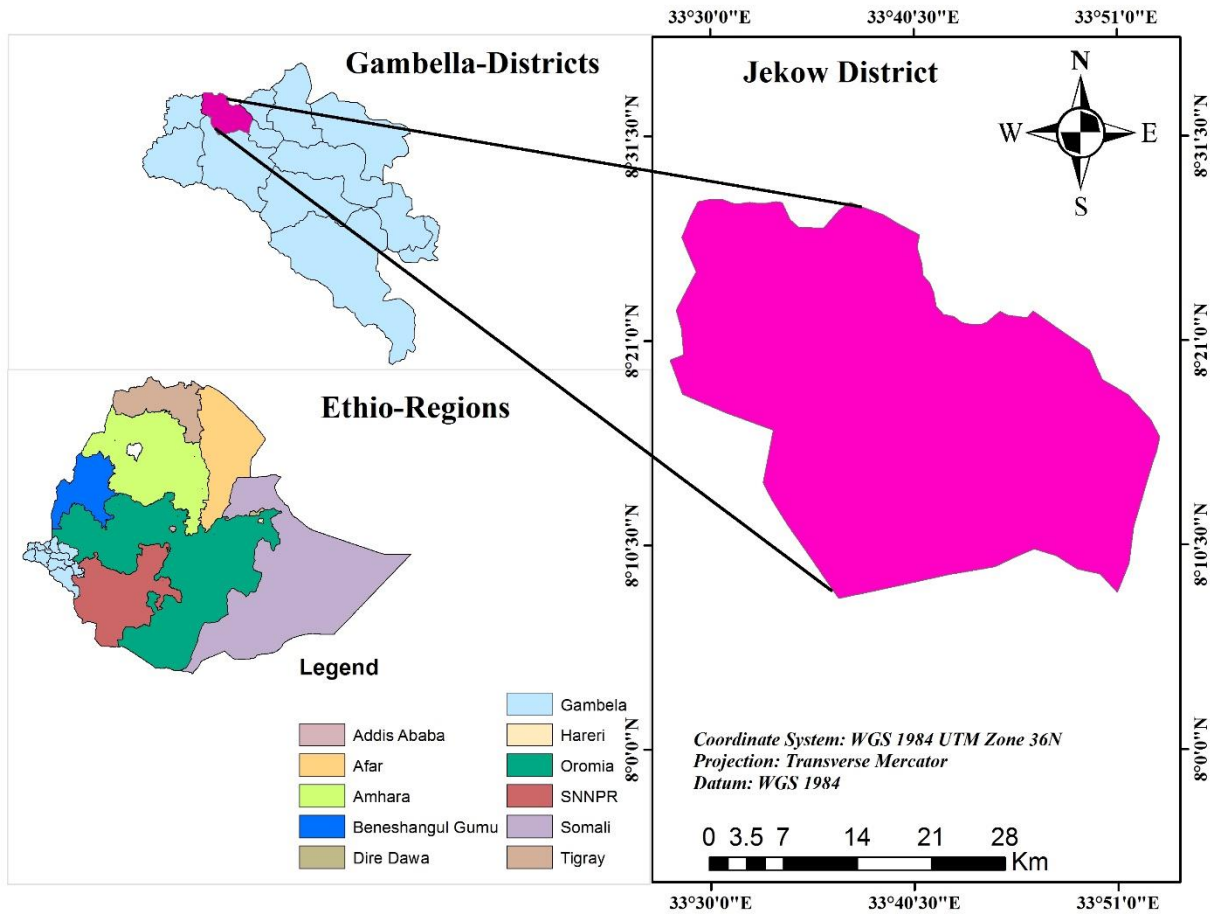 33°30'0"E 33°40'30"E 33°51'0"E
Gambella-Districts
Jekow District
N
W E
S
8°31'30"N 8°31'30"N
8°21'0"N 8°21'0"N
Ethio-Regions
8°10'30"N 8°10'30"N
8°0'0"N 8°0'0"N
Legend
Addis Ababa
Afar
Amhara
Beneshangul Gumu
Dire Dawa
Gambela
Hareri
Oromia
SNNPR
Somali
Tigray
Coordinate System: WGS 1984 UTM Zone 36N
Projection: Transverse Mercator
Datum: WGS 1984
0 3.5 7 14 21 28
Km
33°30'0"E 33°40'30"E 33°51'0"E